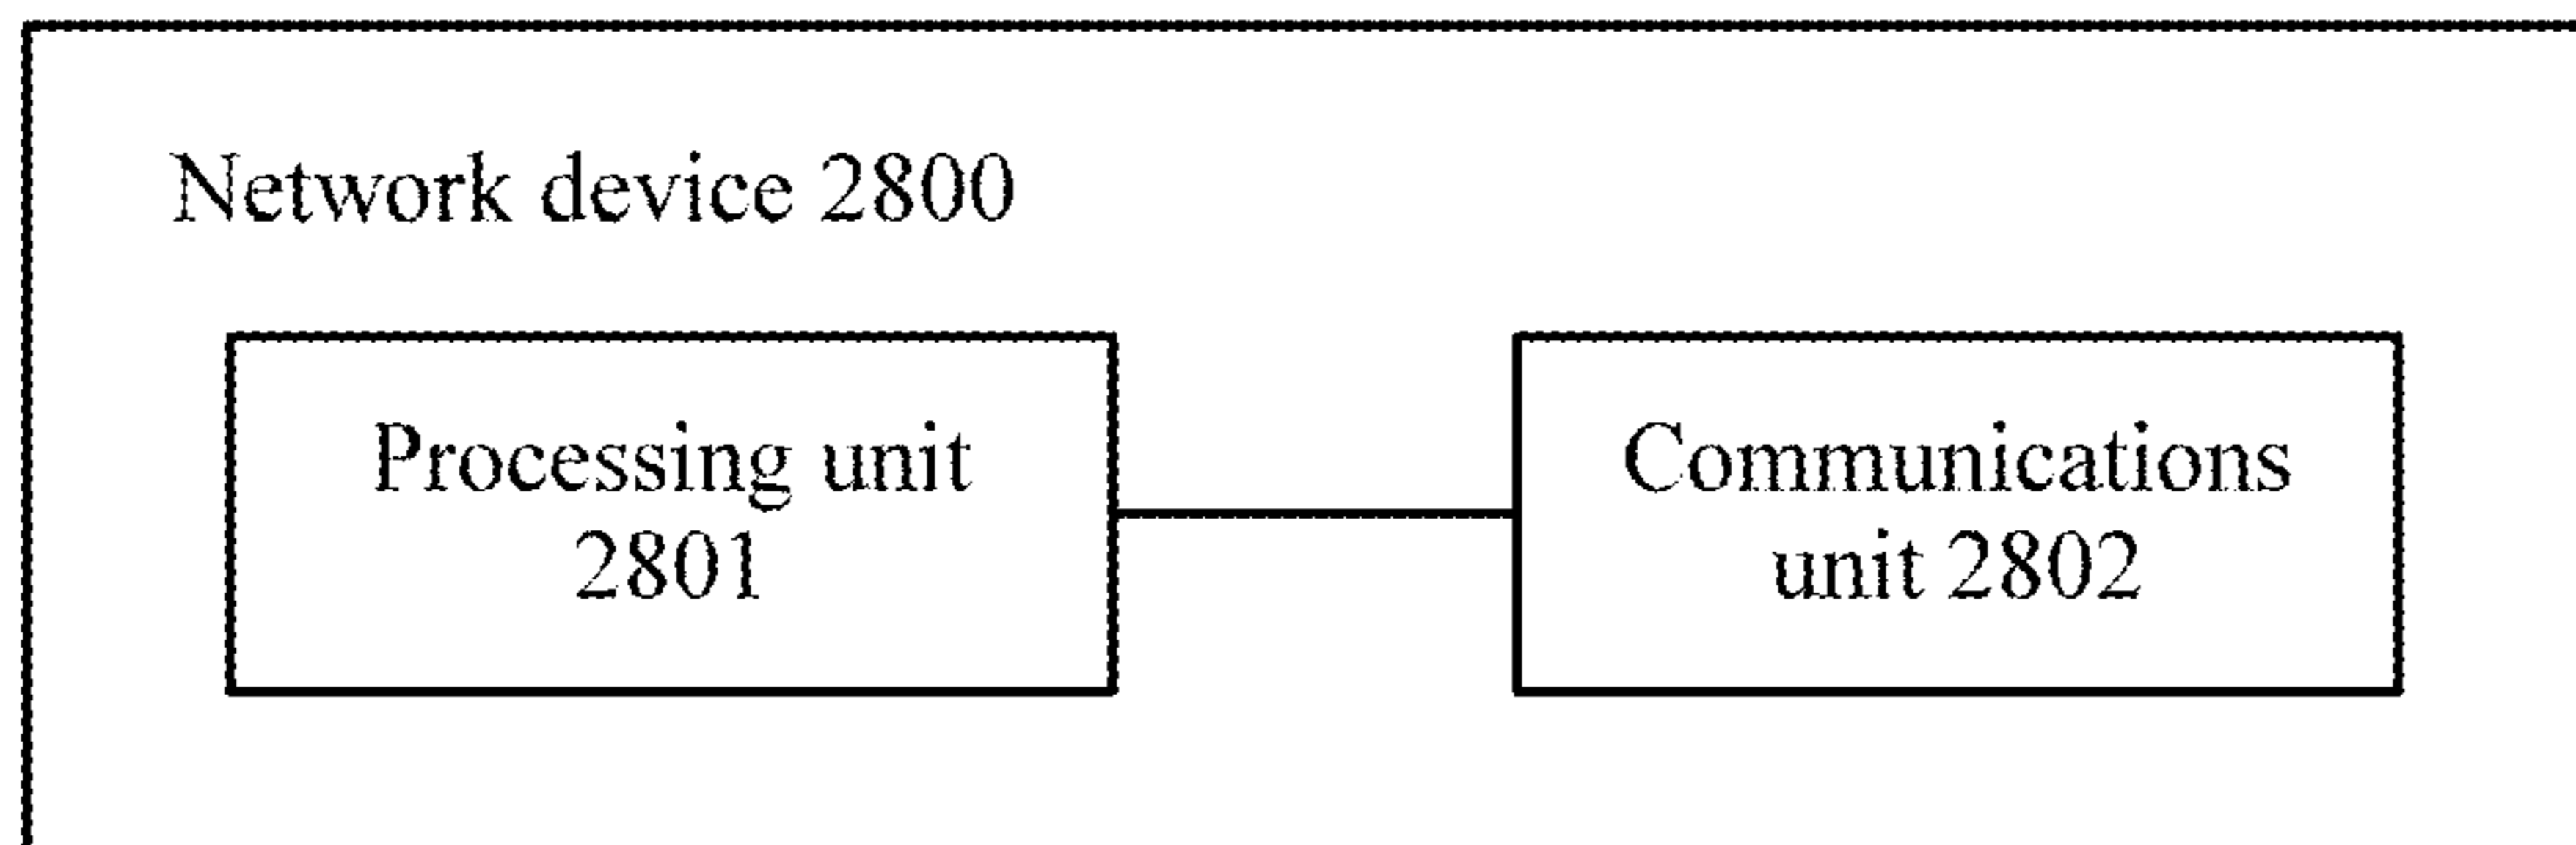 Network device 2800
Processing unit
2801
Communications
unit 2802